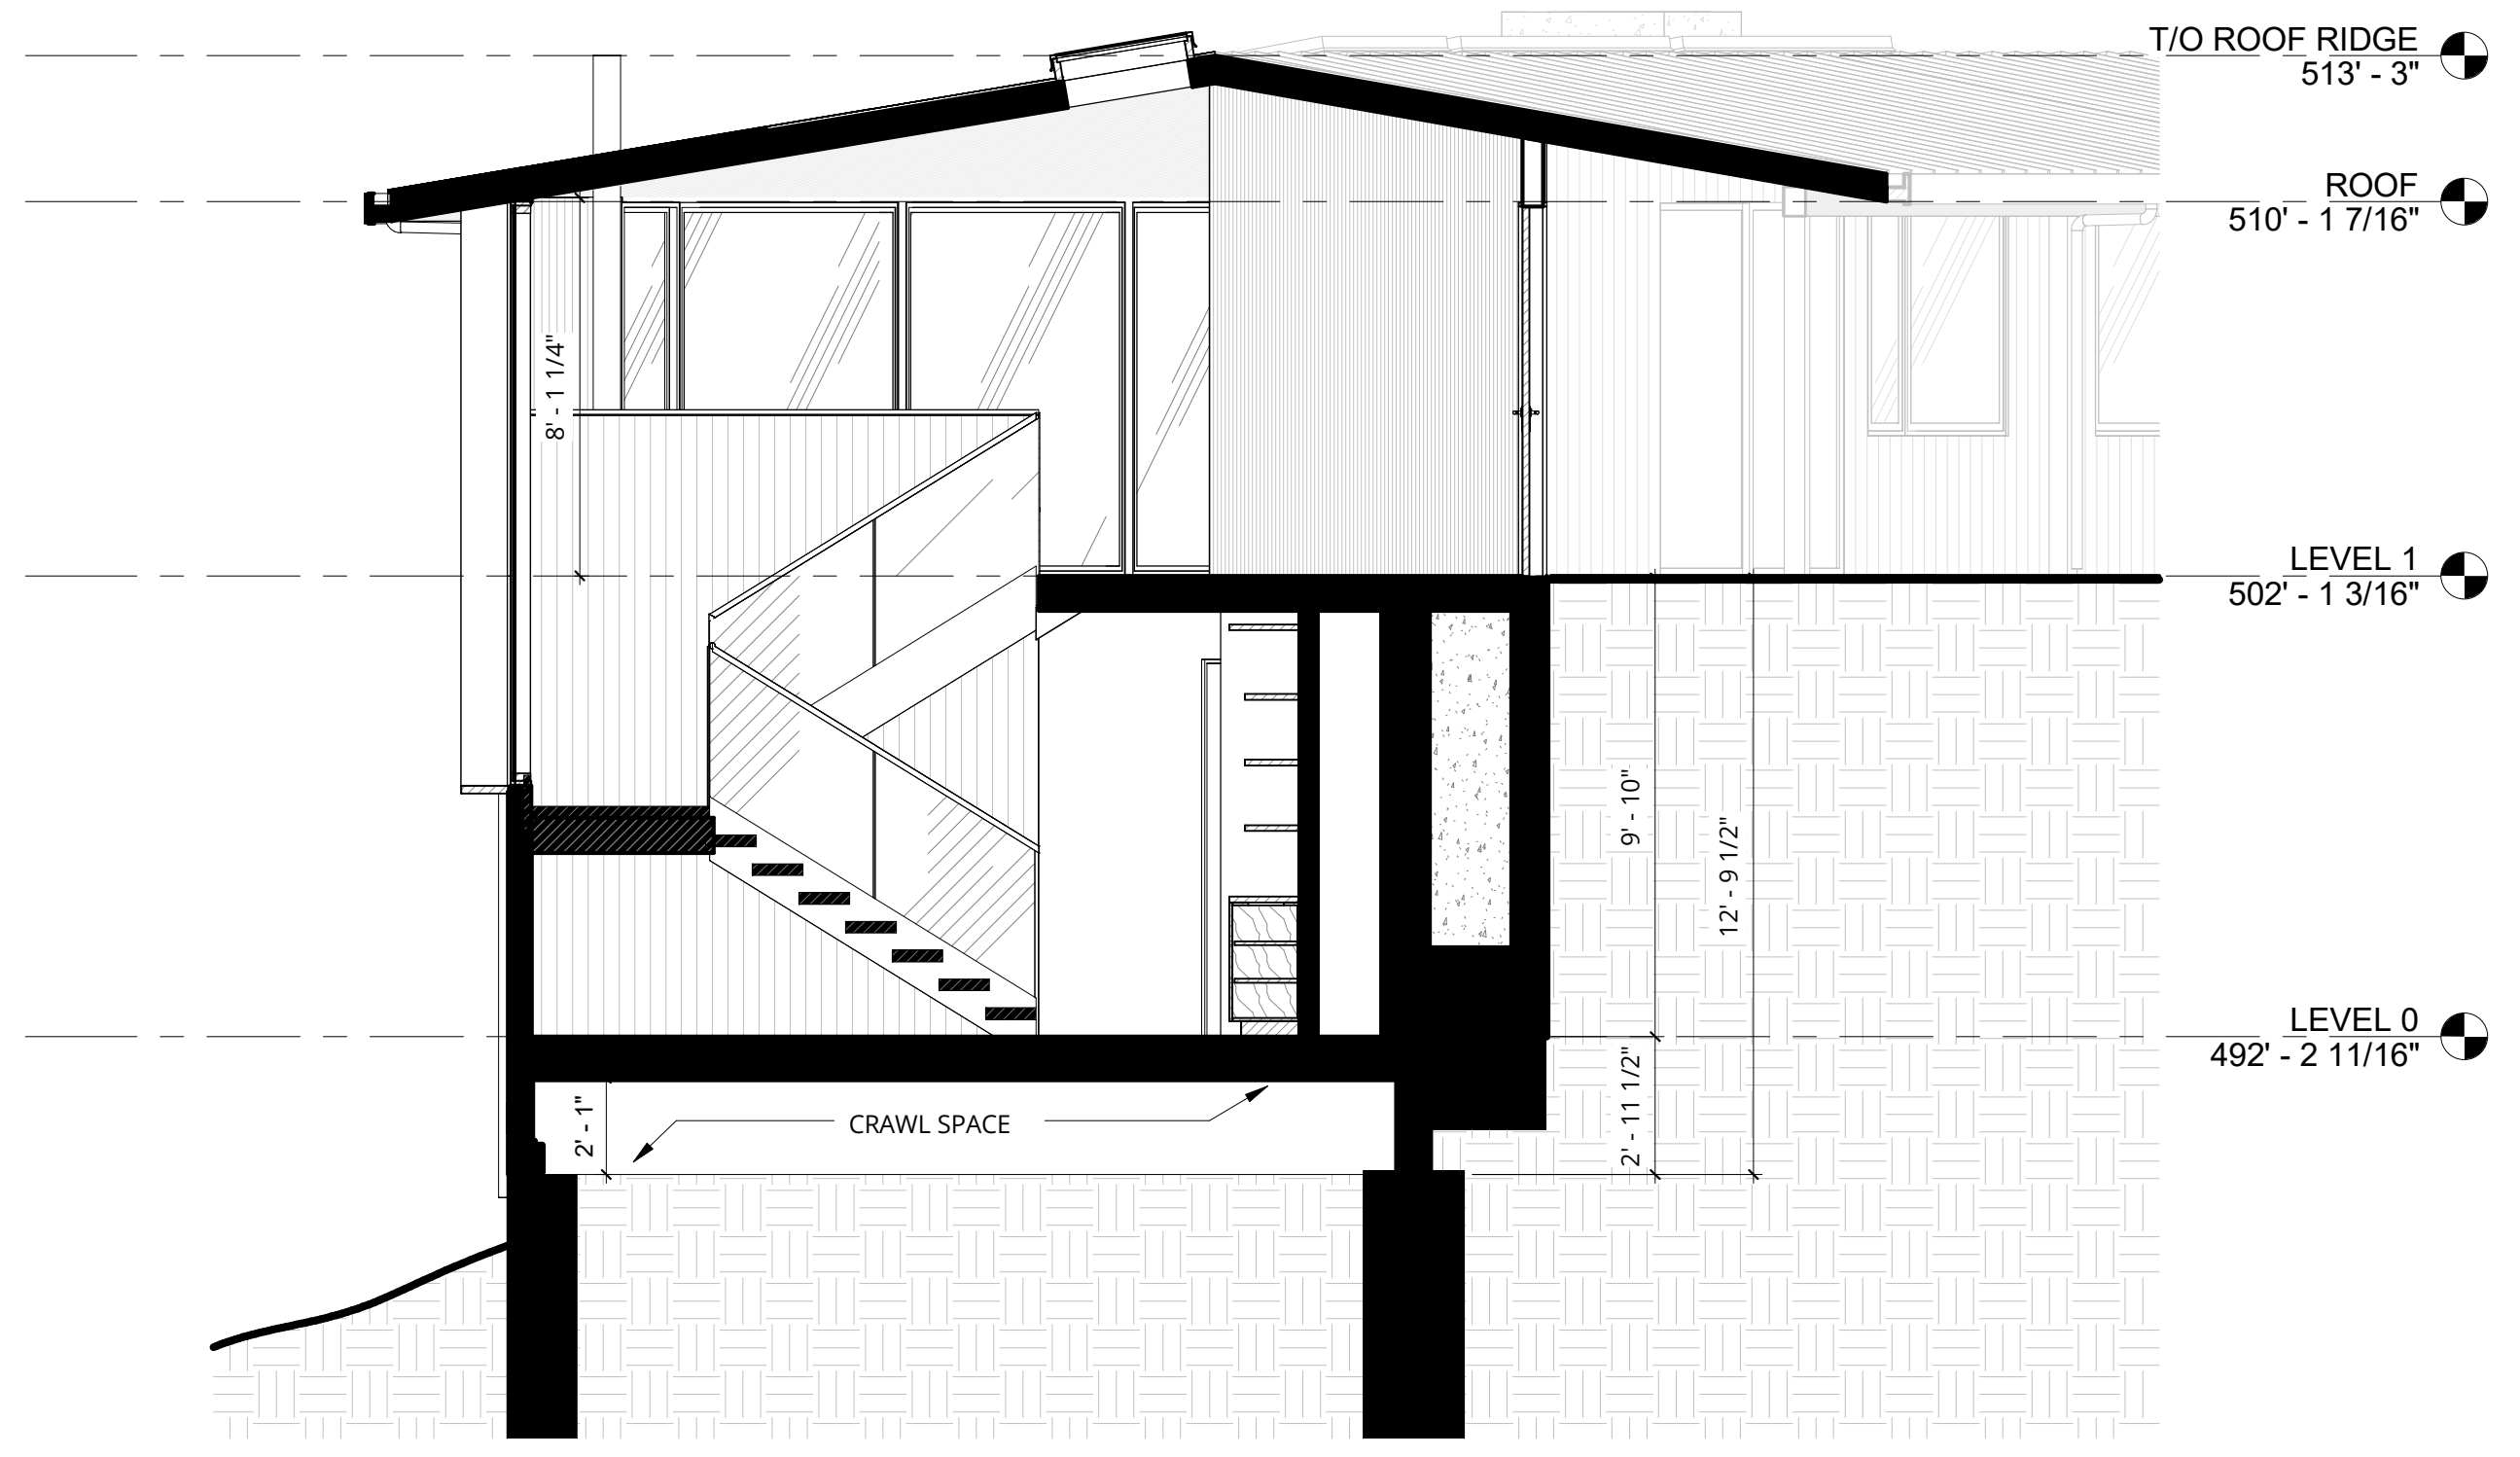 T/O ROOF RIDGE
513' - 3"
ROOF
510' - 1 7/16"
8' - 1 1/4"
LEVEL 1
502' - 1 3/16"
9' - 10"
12' - 9 1/2"
LEVEL 0
492' - 2 11/16"
2' - 11 1/2"
2' - 1"
CRAWL SPACE